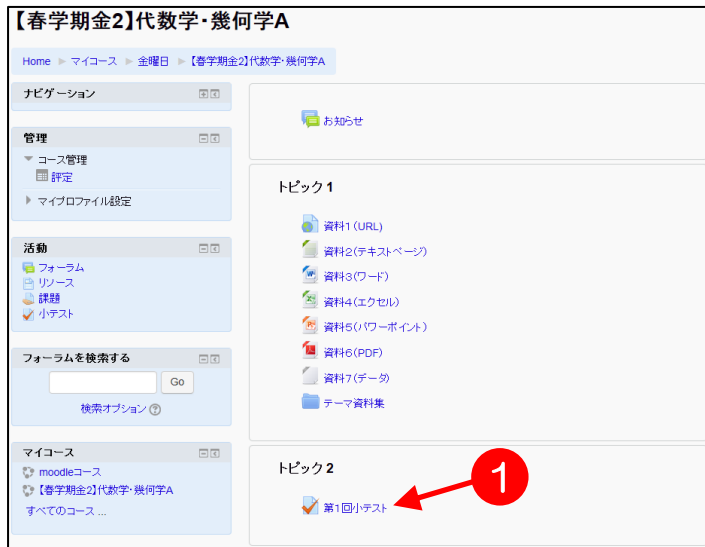 【春学期金2】代数学・幾何学A
Home ▶ マイコース ▶ 金曜日 ▶ 【春学期金2】代数学・幾何学A
ナビゲーション
管理
コース管理
評定
マイプロファイル設定
活動
フォーラム
リソース
課題
小テスト
フォーラムを検索する
Go
検索オプション
マイコース
moodleコース
【春学期金2】代数学・幾何学A
すべてのコース ...
お知らせ
トピック 1
資料1(URL)
資料2(テキストページ)
資料3(ワード)
資料4(エクセル)
資料5(パワーポイント)
資料6(PDF)
資料7(データ)
テーマ資料集
トピック 2
第1回小テスト
1